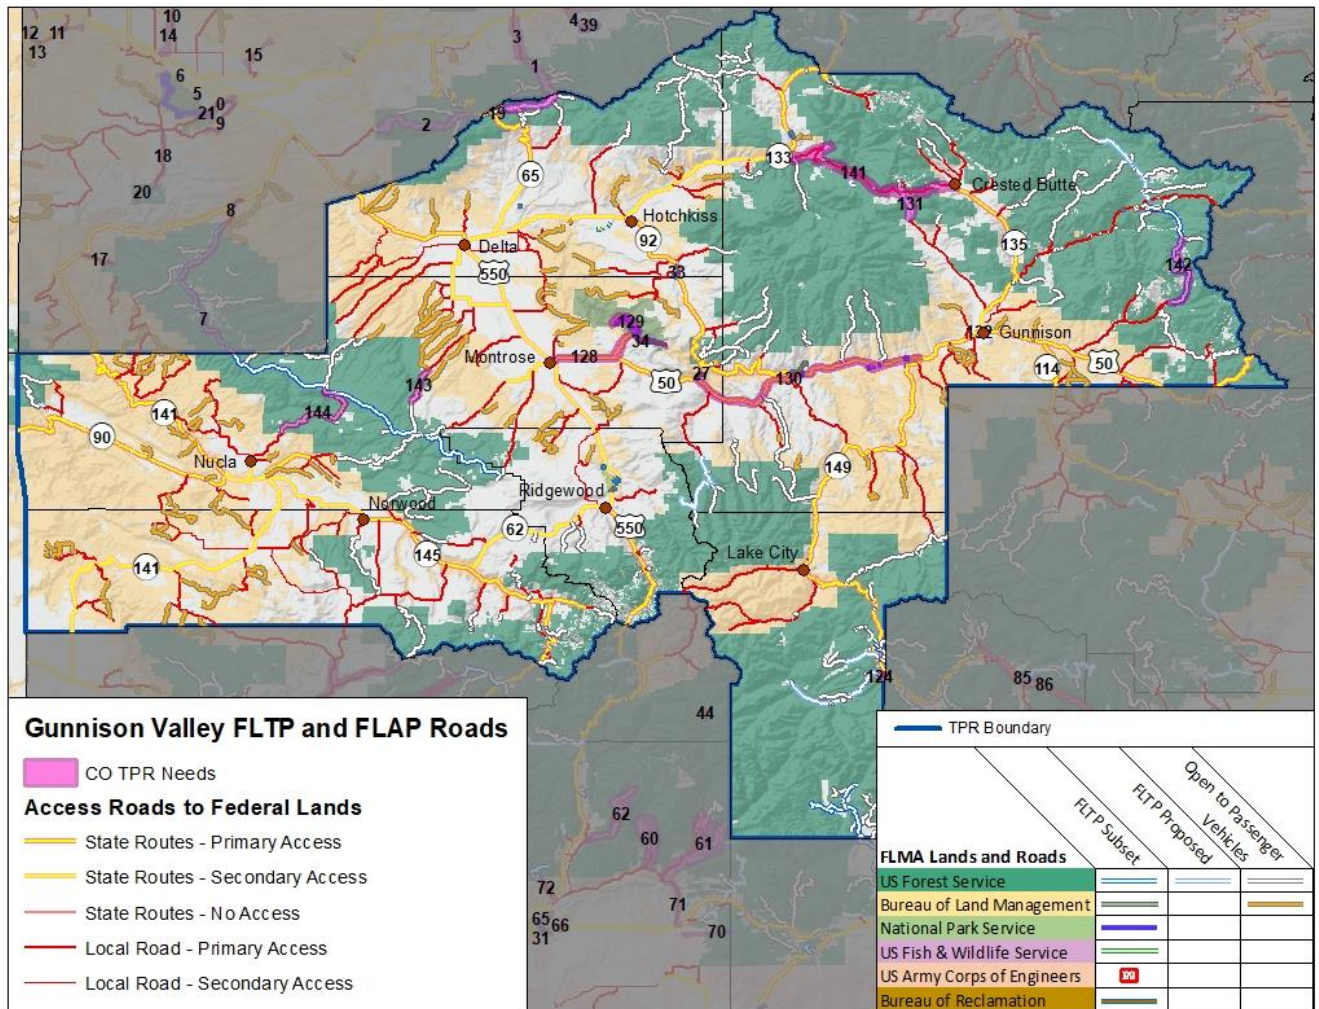 10
4 39
12 11
14
3
13
15
1
6
5
0
21
19
9
2
133
18
65
141
Crested Butte
20
131
8
Hotchkiss
92
135
Delta
17
550
33
142
7
129
132 Gunnison
34
Montrose
128
27
50
130
114
50
143
144
141
90
Nucla
149
Ridgewood
Norwood
62
550
145
Lake City
141
124
85
86
44
Gunnison Valley FLTP and FLAP Roads
CO TPR Needs
Access Roads to Federal Lands
State Routes - Primary Access
State Routes - Secondary Access
State Routes - No Access
Local Road - Primary Access
Local Road - Secondary Access
62
60
61
72
65 66
31
71
70
TPR Boundary
FLTP Subset
FLTP Proposed
Open to Passenger
Vehicles
FLMA Lands and Roads
US Forest Service
Bureau of Land Management
National Park Service
US Fish & Wildlife Service
US Army Corps of Engineers
Bureau of Reclamation